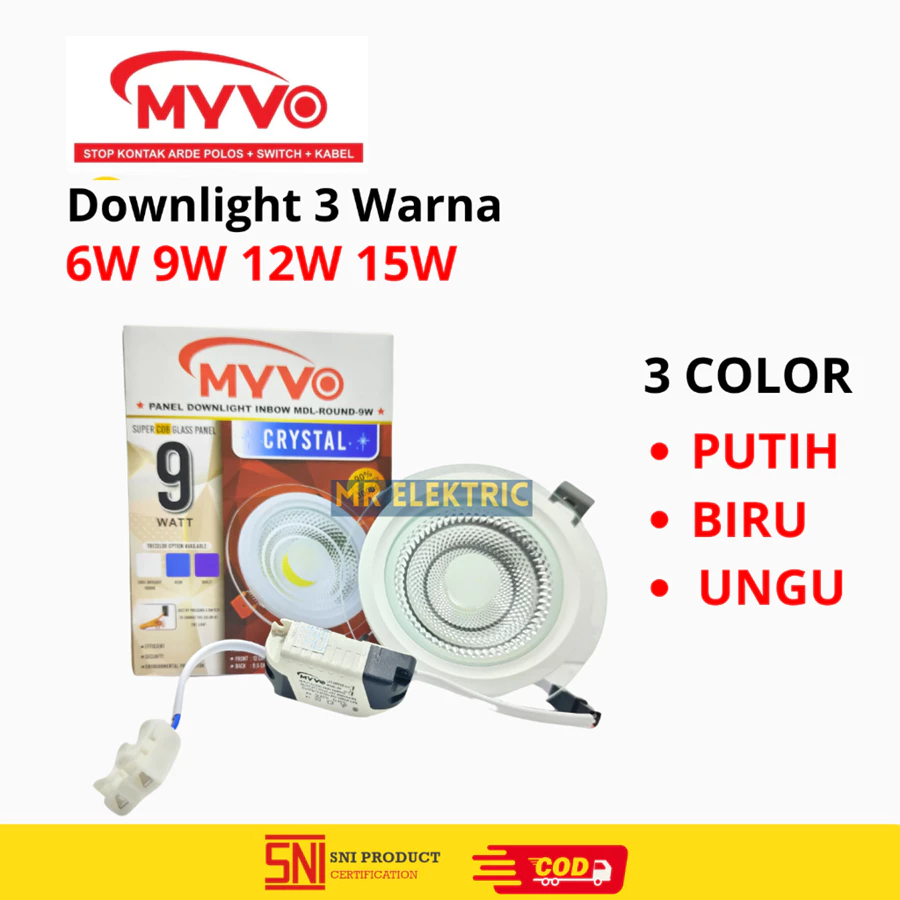 MYVO
STOP KONTAK ARDE POLOS + SWITCH + KABEL
Downlight 3 Warna
6W 9W 12W 15W
MYVO
★ PANEL DOWNLIGHT INBOW MDL-ROUND-9W ★
SUPER COB GLASS PANEL
CRYSTAL
9
WATT
MR ELEKTRIC
3 COLOR
• PUTIH
• BIRU
• UNGU
MYVO
SNI
SNI PRODUCT
CERTIFICATION
COD